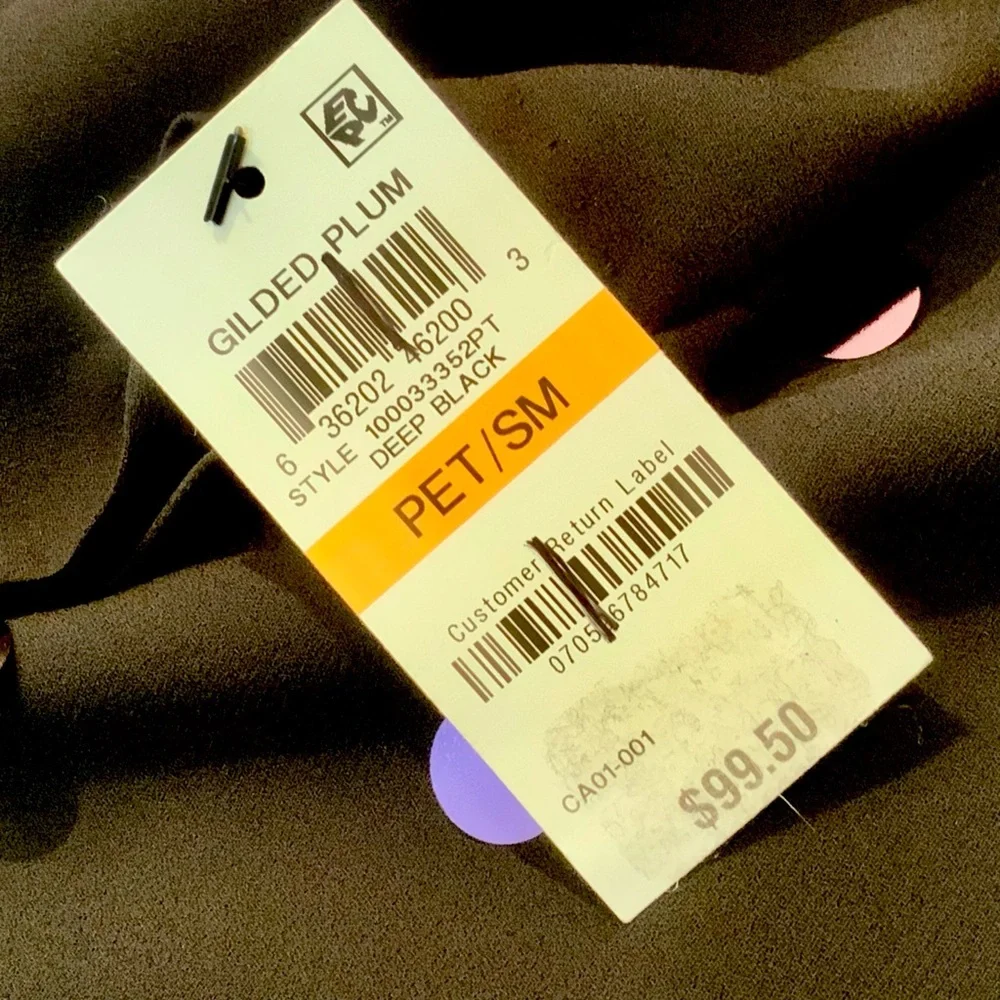 EPC™
GILDED PLUM
6 36202 46200 3
STYLE 100033352PT
DEEP BLACK
PET/SM
Customer Return Label
CA01-001
$99.50